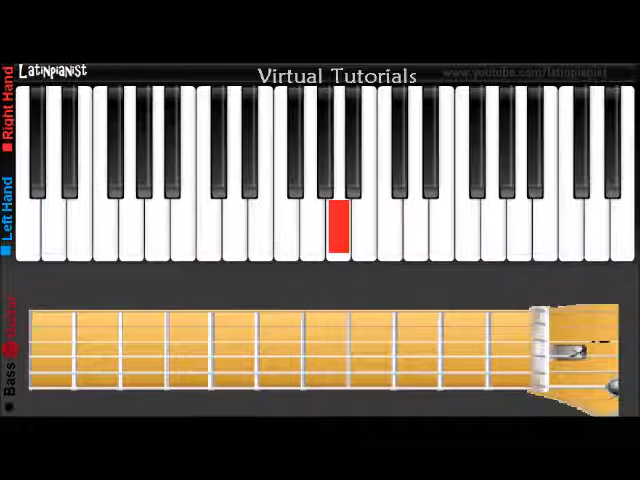 LatinPianist
Virtual Tutorials
www.youtube.com/latinpianist
Right Hand
Left Hand
Bass Guitar